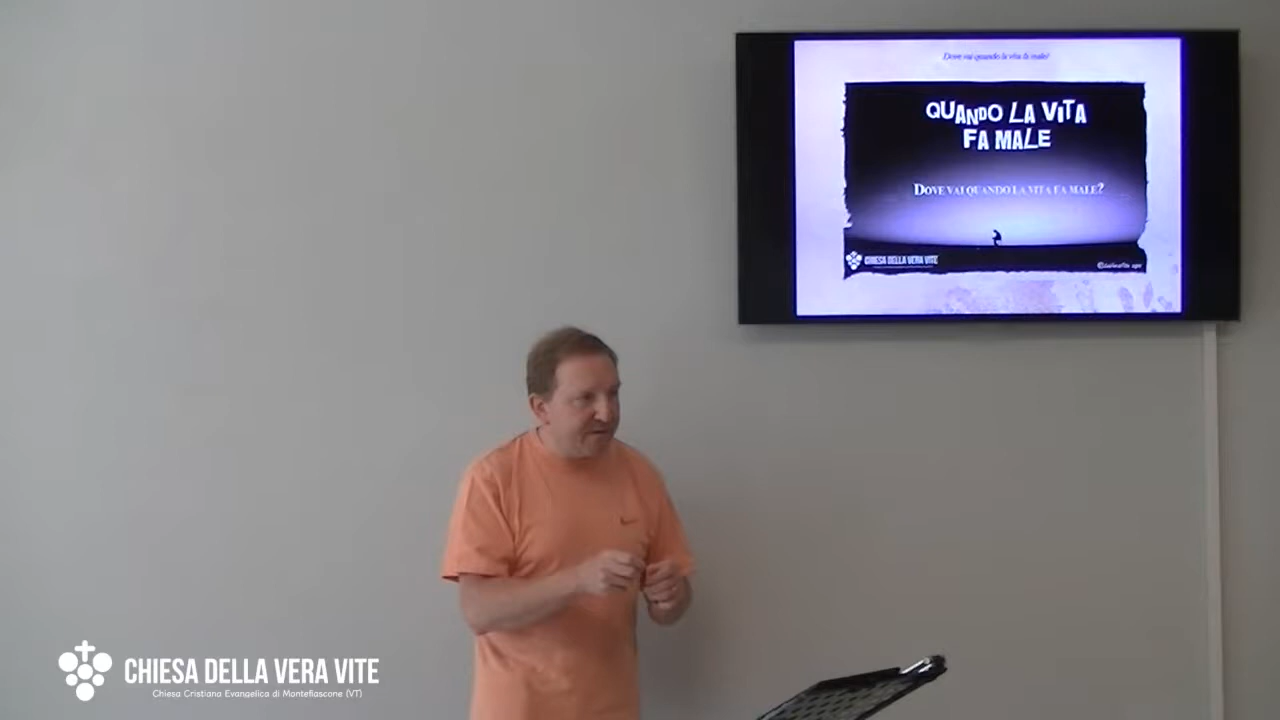 Dove vai quando la vita fa male?
QUANDO LA VITA
FA MALE
DOVE VAI QUANDO LA VITA FA MALE?
CHIESA DELLA VERA VITE
CHIESA DELLA VERA VITE
Chiesa Cristiana Evangelica di Montefiascone (VT)